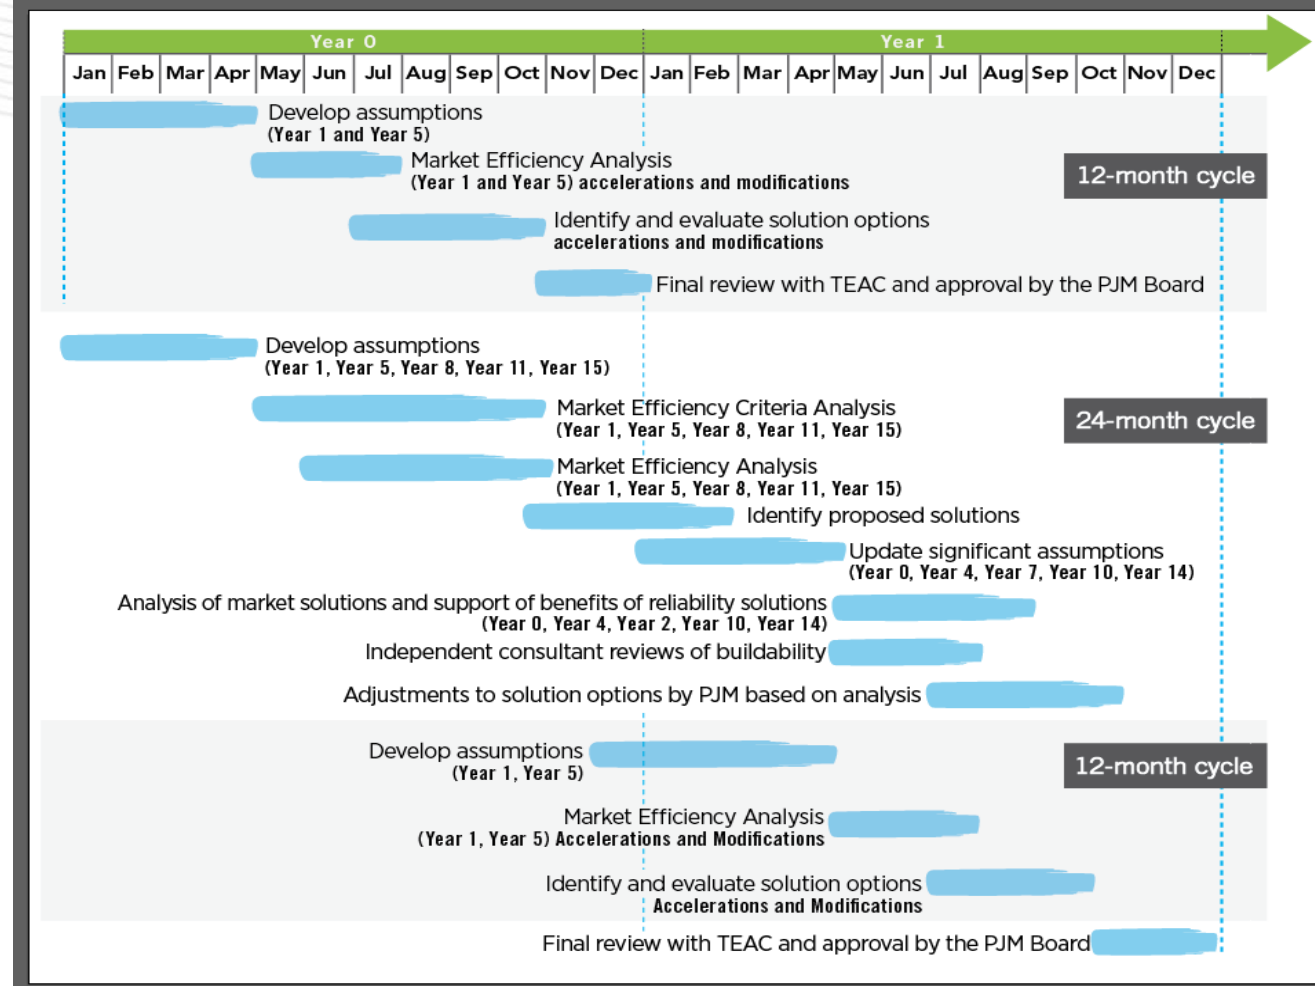 Year 0 Year 1
Jan Feb Mar Apr May Jun Jul Aug Sep Oct Nov Dec Jan Feb Mar Apr May Jun Jul Aug Sep Oct Nov Dec
Develop assumptions
(Year 1 and Year 5)
Market Efficiency Analysis
(Year 1 and Year 5) accelerations and modifications
12-month cycle
Identify and evaluate solution options
accelerations and modifications
Final review with TEAC and approval by the PJM Board
Develop assumptions
(Year 1, Year 5, Year 8, Year 11, Year 15)
Market Efficiency Criteria Analysis
(Year 1, Year 5, Year 8, Year 11, Year 15)
24-month cycle
Market Efficiency Analysis
(Year 1, Year 5, Year 8, Year 11, Year 15)
Identify proposed solutions
Update significant assumptions
(Year 0, Year 4, Year 7, Year 10, Year 14)
Analysis of market solutions and support of benefits of reliability solutions
(Year 0, Year 4, Year 2, Year 10, Year 14)
Independent consultant reviews of buildability
Adjustments to solution options by PJM based on analysis
Develop assumptions
(Year 1, Year 5)
12-month cycle
Market Efficiency Analysis
(Year 1, Year 5) Accelerations and Modifications
Identify and evaluate solution options
Accelerations and Modifications
Final review with TEAC and approval by the PJM Board